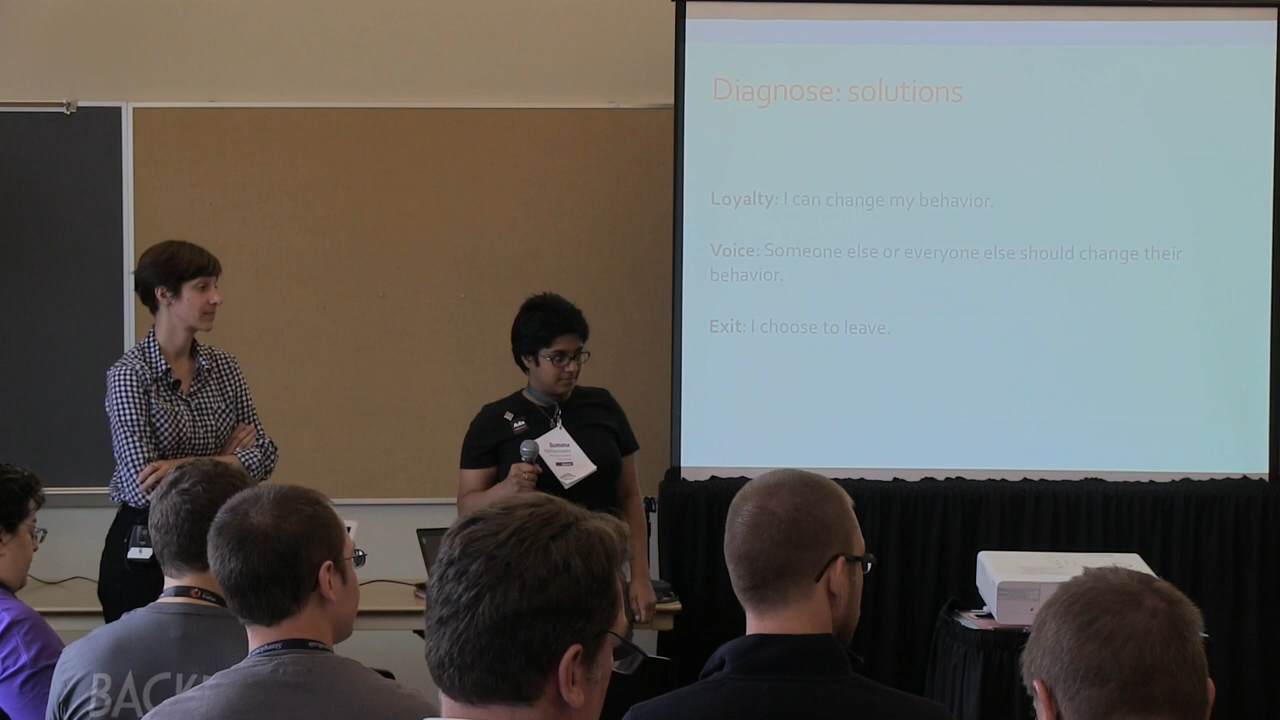 Diagnose: solutions
Loyalty: I can change my behavior.
Voice: Someone else or everyone else should change their
behavior.
Exit: I choose to leave.
Sumana
BACK